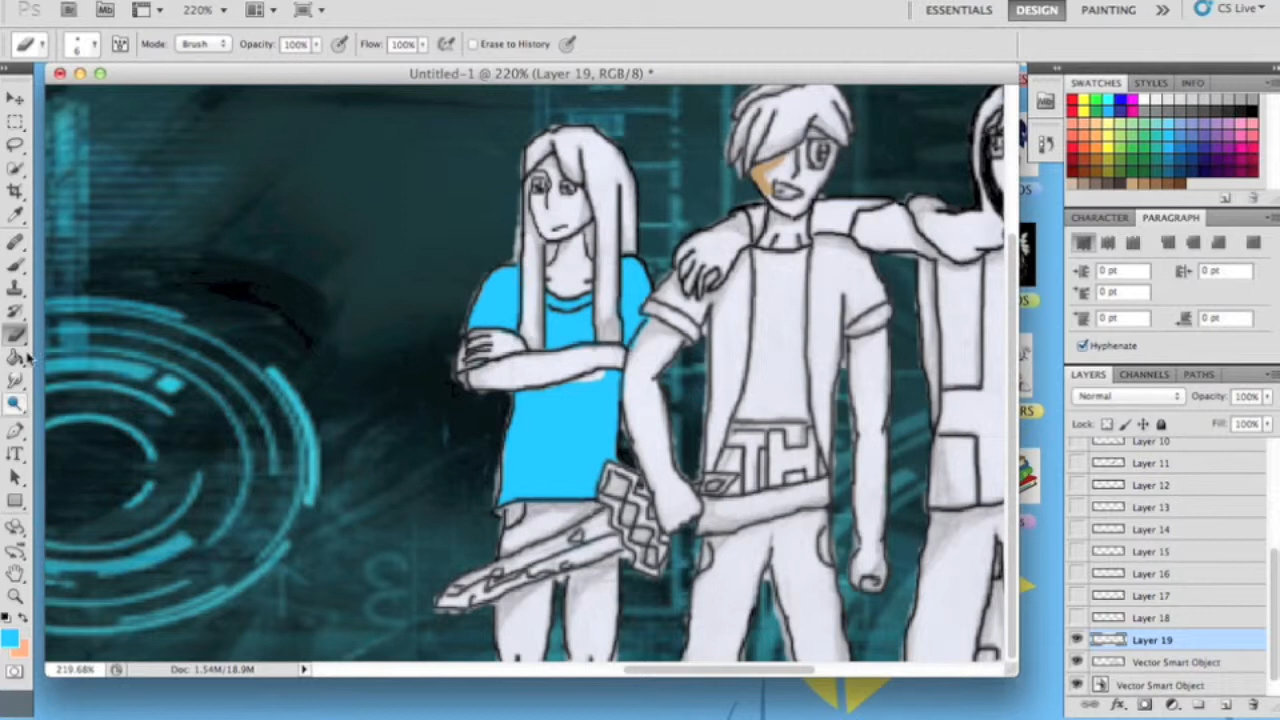 Ps Br Mb 220% ESSENTIALS DESIGN PAINTING CS Live
6 Mode: Brush Opacity: 100% Flow: 100% Erase to History
Untitled-1 @ 220% (Layer 19, RGB/8) *
SWATCHES STYLES INFO
CHARACTER PARAGRAPH
0 pt 0 pt
0 pt
0 pt 0 pt
Hyphenate
LAYERS CHANNELS PATHS
Normal Opacity: 100%
Lock: Fill: 100%
Layer 10
Layer 11
Layer 12
Layer 13
Layer 14
Layer 15
Layer 16
Layer 17
Layer 18
Layer 19
Vector Smart Object
Vector Smart Object
TH
219.68% Doc: 1.54M/18.9M